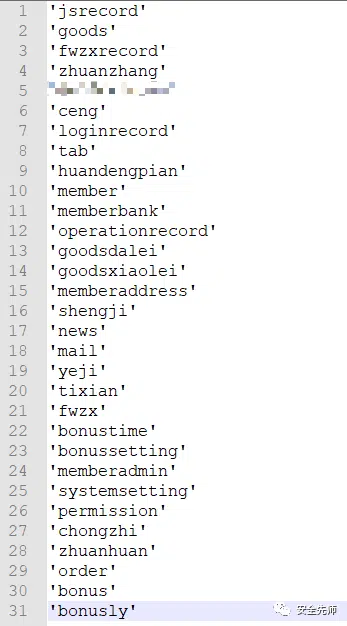 1 'jsrecord'
2 'goods'
3 'fwzxrecord'
4 'zhuanzhang'
5
6 'ceng'
7 'loginrecord'
8 'tab'
9 'huandengpian'
10 'member'
11 'memberbank'
12 'operationrecord'
13 'goodsdalei'
14 'goodsxiaolei'
15 'memberaddress'
16 'shengji'
17 'news'
18 'mail'
19 'yeji'
20 'tixian'
21 'fwzx'
22 'bonustime'
23 'bonussetting'
24 'memberadmin'
25 'systemsetting'
26 'permission'
27 'chongzhi'
28 'zhuanhuan'
29 'order'
30 'bonus'
31 'bonusly'
安全先师